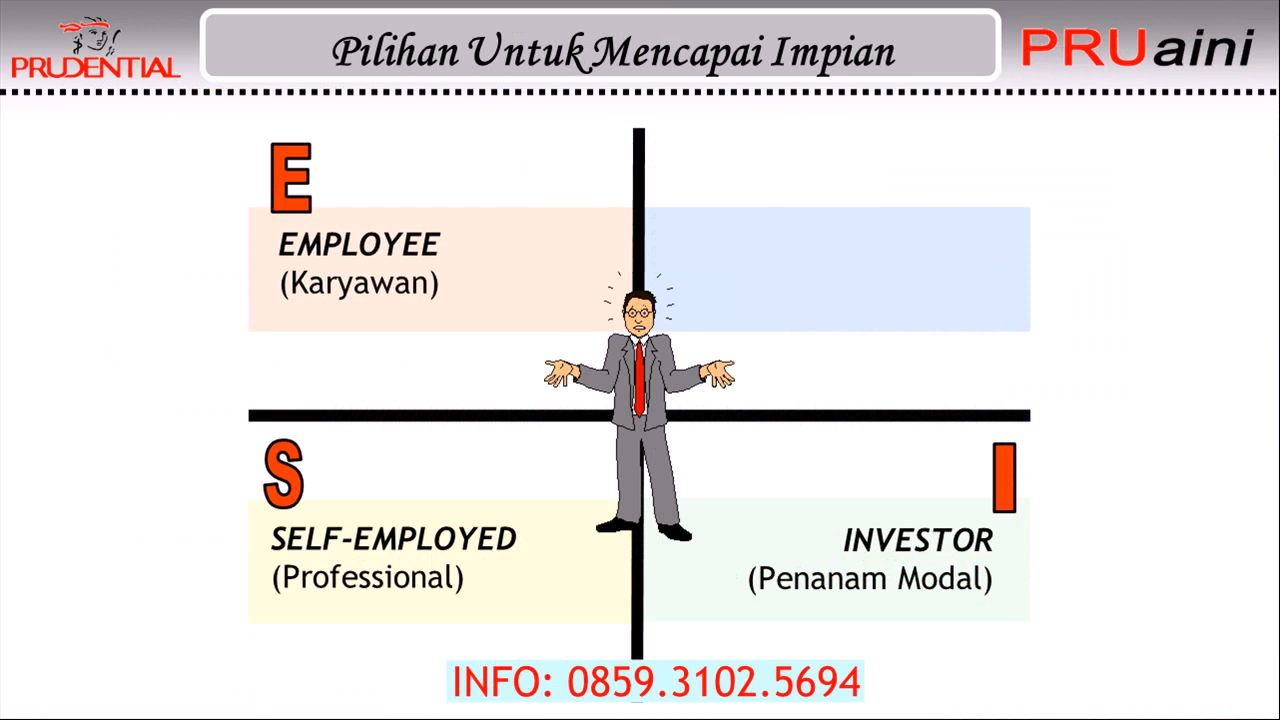 PRUDENTIAL
Pilihan Untuk Mencapai Impian
PRUaini
E
EMPLOYEE
(Karyawan)
S
SELF-EMPLOYED
(Professional)
I
INVESTOR
(Penanam Modal)
INFO: 0859.3102.5694